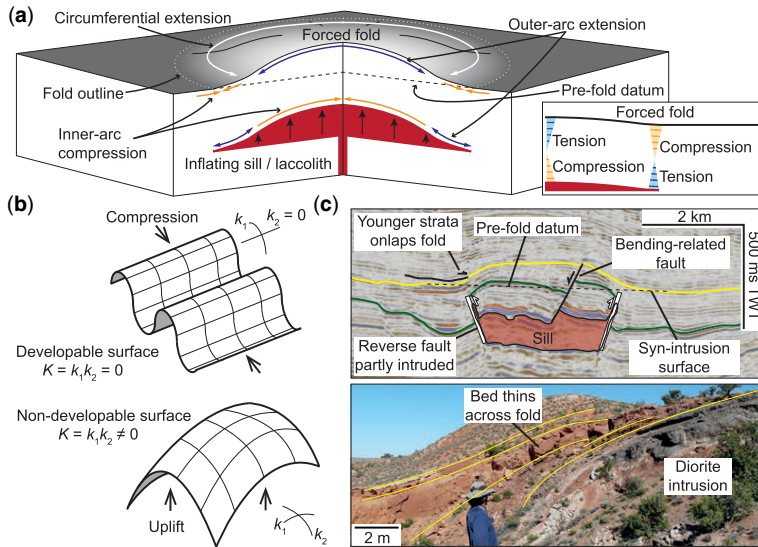 (a)
Circumferential extension
Forced fold
Outer-arc extension
Fold outline
Pre-fold datum
Inner-arc
compression
Inflating sill / laccolith
Forced fold
Tension
Compression
Compression
Tension
(b)
Compression
k1
k2 = 0
Developable surface
K = k1k2 = 0
Non-developable surface
K = k1k2 ≠ 0
Uplift
k1
k2
(c)
2 km
500 ms TWT
Younger strata
onlaps fold
Pre-fold datum
Bending-related
fault
Sill
Reverse fault
partly intruded
Syn-intrusion
surface
Bed thins
across fold
Diorite
intrusion
2 m